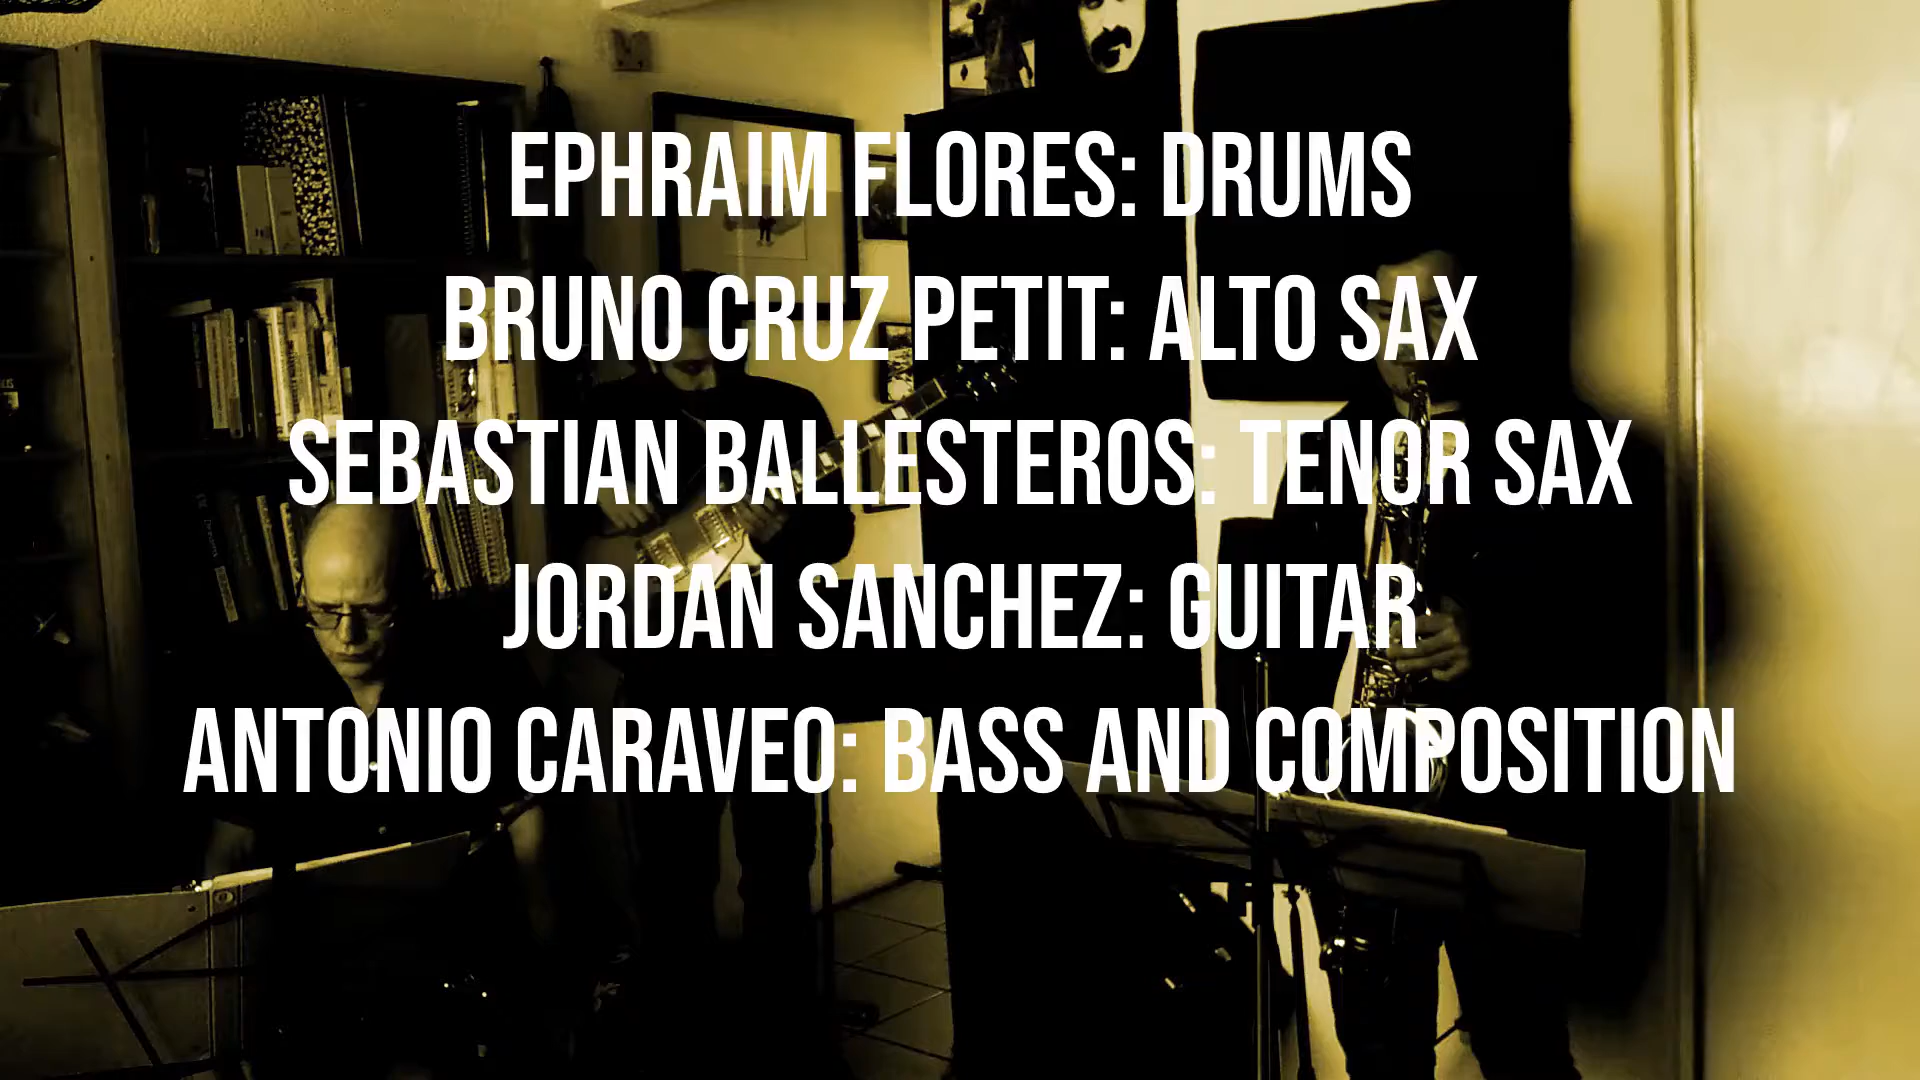 EPHRAIM FLORES: DRUMS
BRUNO CRUZ PETIT: ALTO SAX
SEBASTIAN BALLESTEROS: TENOR SAX
JORDAN SANCHEZ: GUITAR
ANTONIO CARAVEO: BASS AND COMPOSITION